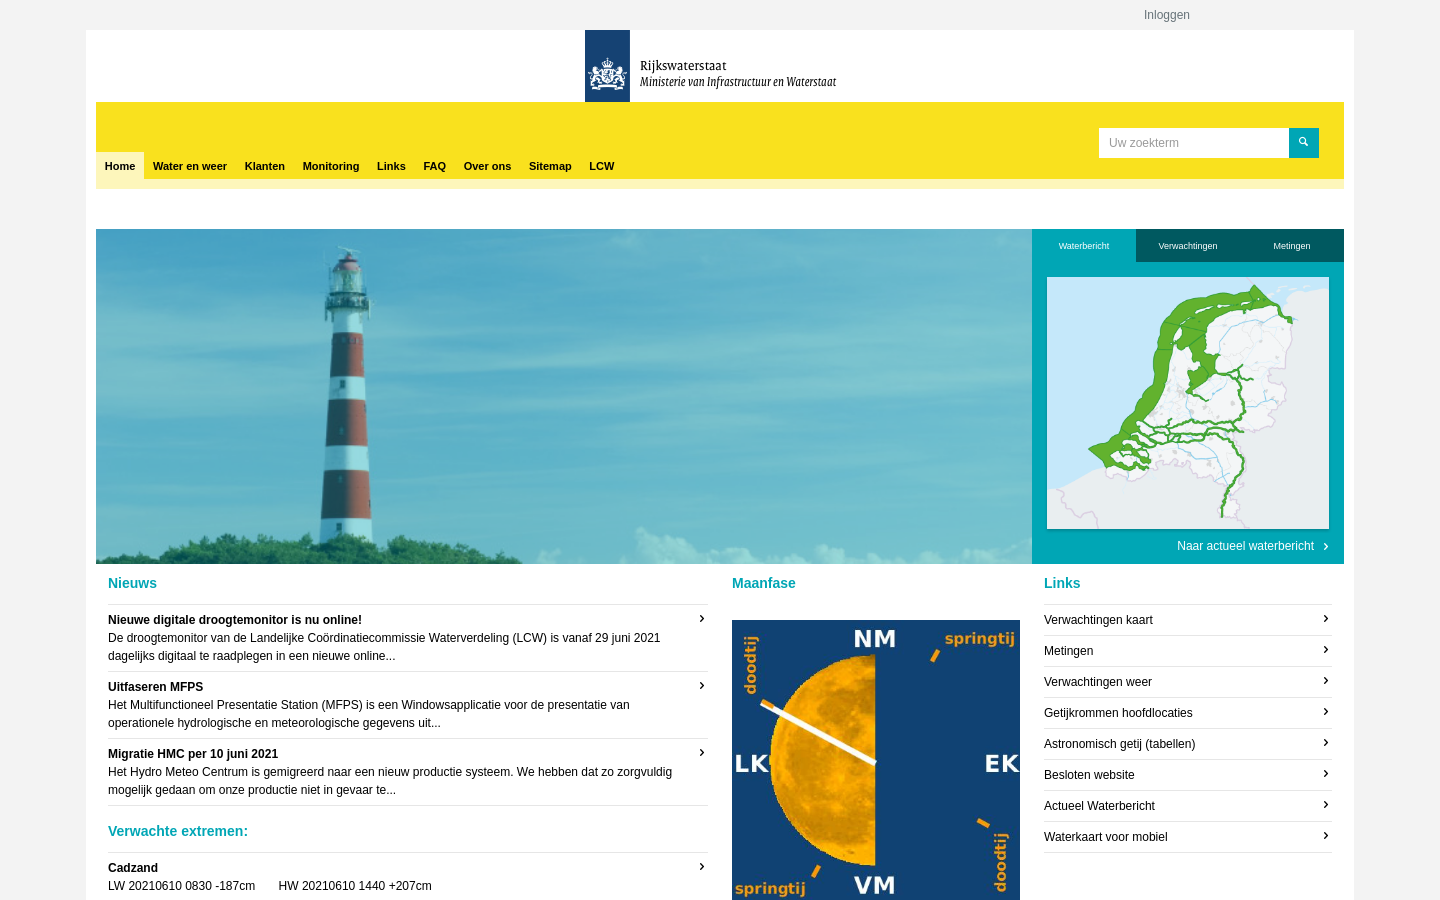 Inloggen
Rijkswaterstaat
Ministerie van Infrastructuur en Waterstaat
Uw zoekterm
Home Water en weer Klanten Monitoring Links FAQ Over ons Sitemap LCW
Waterbericht Verwachtingen Metingen
Naar actueel waterbericht
Nieuws
Nieuwe digitale droogtemonitor is nu online!
De droogtemonitor van de Landelijke Coördinatiecommissie Waterverdeling (LCW) is vanaf 29 juni 2021
dagelijks digitaal te raadplegen in een nieuwe online...
Uitfaseren MFPS
Het Multifunctioneel Presentatie Station (MFPS) is een Windowsapplicatie voor de presentatie van
operationele hydrologische en meteorologische gegevens uit...
Migratie HMC per 10 juni 2021
Het Hydro Meteo Centrum is gemigreerd naar een nieuw productie systeem. We hebben dat zo zorgvuldig
mogelijk gedaan om onze productie niet in gevaar te...
Verwachte extremen:
Cadzand
LW 20210610 0830 -187cm HW 20210610 1440 +207cm
Maanfase
NM
springtij
doodtij
LK
EK
doodtij
springtij
VM
Links
Verwachtingen kaart
Metingen
Verwachtingen weer
Getijkrommen hoofdlocaties
Astronomisch getij (tabellen)
Besloten website
Actueel Waterbericht
Waterkaart voor mobiel